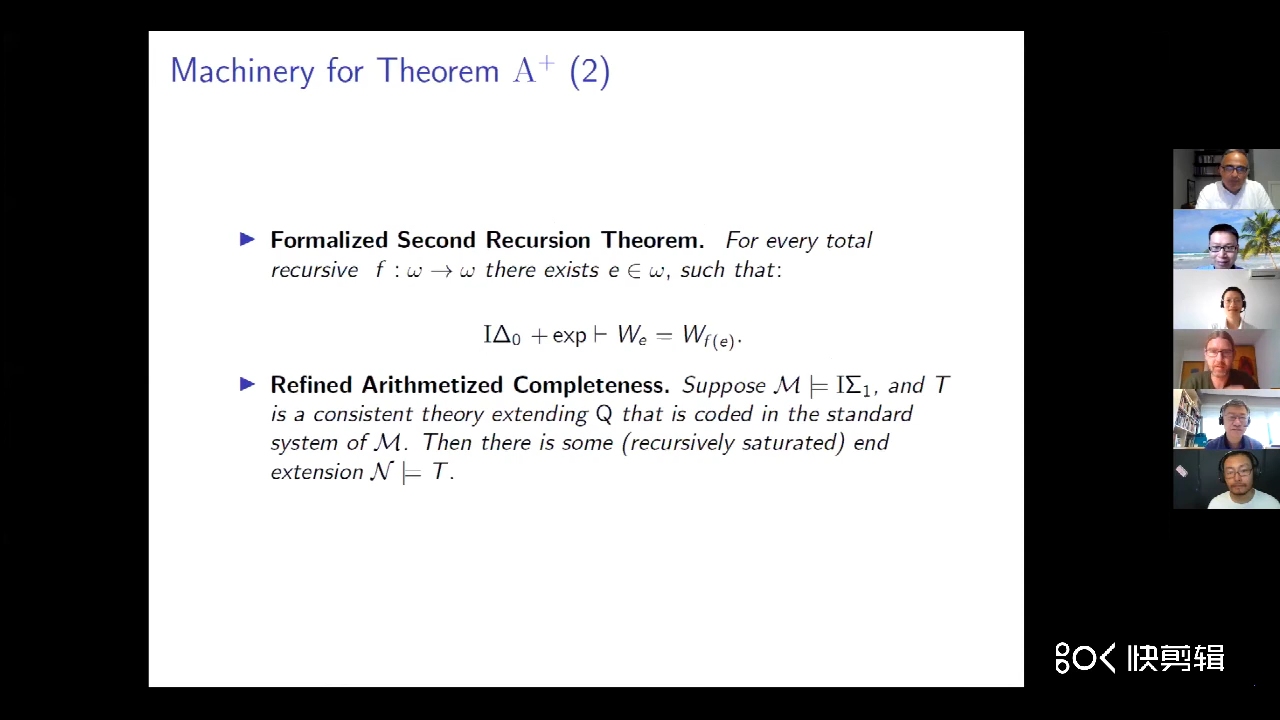 Machinery for Theorem A⁺ (2)
▶ Formalized Second Recursion Theorem. For every total
recursive f : ω → ω there exists e ∈ ω, such that:
IΔ₀ + exp ⊢ Wₑ = W_{f(e)}.
▶ Refined Arithmetized Completeness. Suppose ℳ ⊨ IΣ₁, and T
is a consistent theory extending Q that is coded in the standard
system of ℳ. Then there is some (recursively saturated) end
extension 𝒩 ⊨ T.
快剪辑